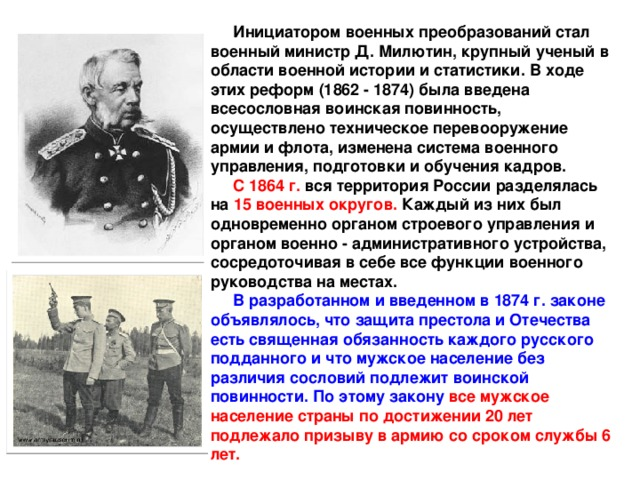 Инициатором военных преобразований стал
военный министр Д. Милютин, крупный ученый в
области военной истории и статистики. В ходе
этих реформ (1862 - 1874) была введена
всесословная воинская повинность,
осуществлено техническое перевооружение
армии и флота, изменена система военного
управления, подготовки и обучения кадров.
С 1864 г. вся территория России разделялась
на 15 военных округов. Каждый из них был
одновременно органом строевого управления и
органом военно - административного устройства,
сосредоточивая в себе все функции военного
руководства на местах.
В разработанном и введенном в 1874 г. законе
объявлялось, что защита престола и Отечества
есть священная обязанность каждого русского
подданного и что мужское население без
различия сословий подлежит воинской
повинности. По этому закону все мужское
население страны по достижении 20 лет
подлежало призыву в армию со сроком службы 6
лет.